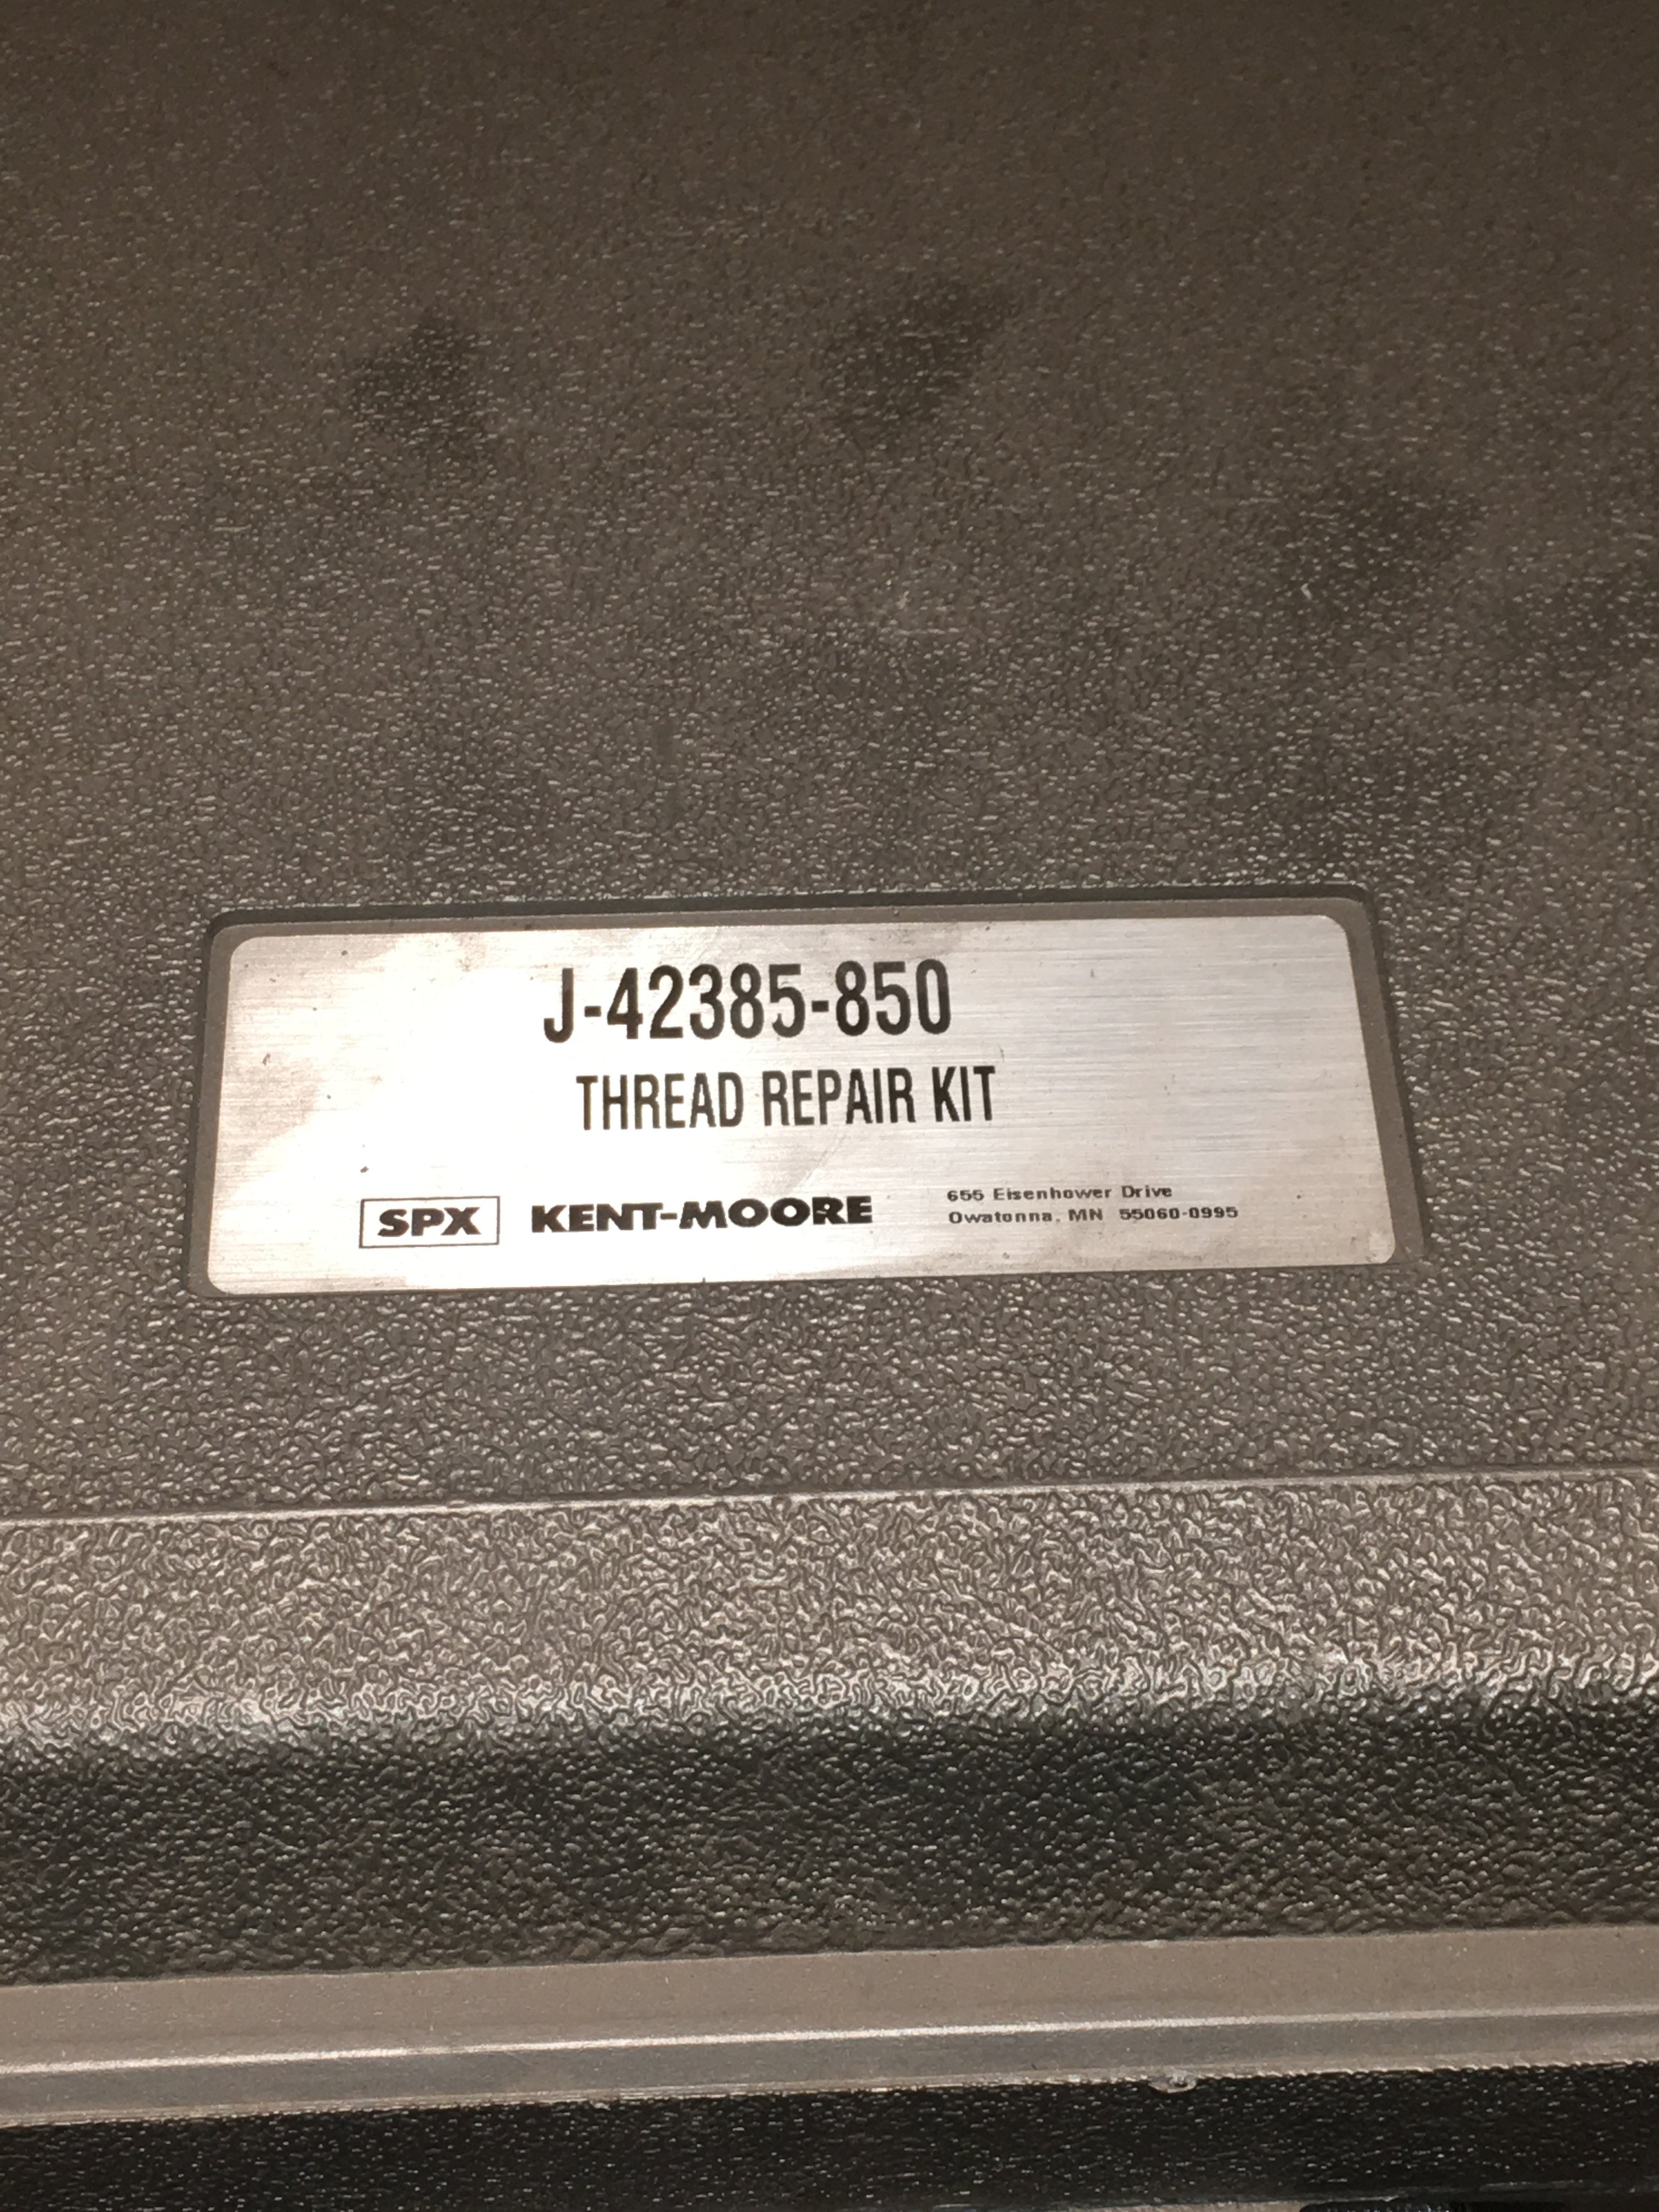 J-42385-850
THREAD REPAIR KIT
SPX KENT-MOORE
655 Eisenhower Drive
Owatonna, MN 55060-0995